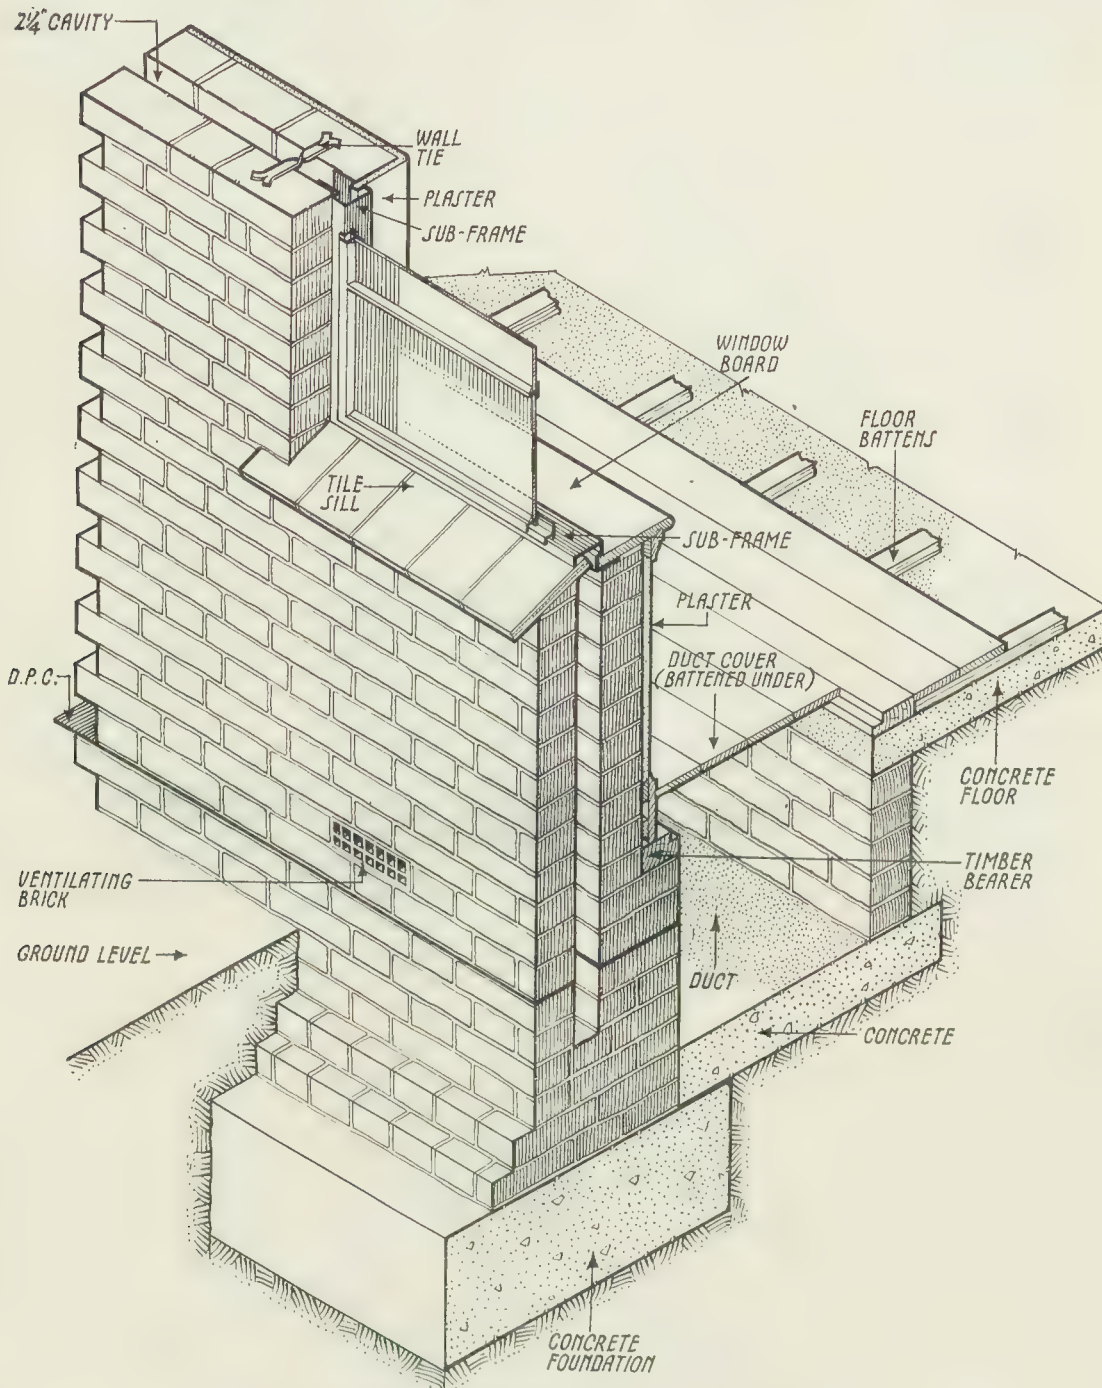 2¼" CAVITY
WALL
TIE
PLASTER
SUB-FRAME
WINDOW
BOARD
FLOOR
BATTENS
TILE
SILL
SUB-FRAME
PLASTER
DUCT COVER
(BATTENED UNDER)
D.P.C.
CONCRETE
FLOOR
VENTILATING
BRICK
TIMBER
BEARER
GROUND LEVEL
DUCT
CONCRETE
CONCRETE
FOUNDATION